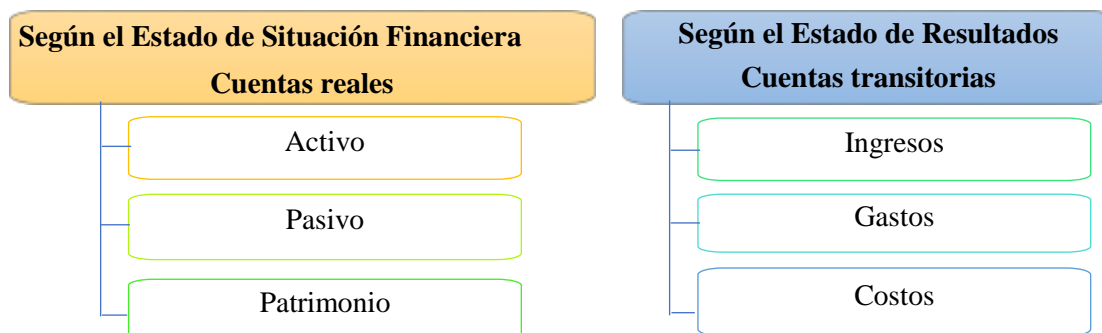 Según el Estado de Situación Financiera
Cuentas reales
Activo
Pasivo
Patrimonio
Según el Estado de Resultados
Cuentas transitorias
Ingresos
Gastos
Costos